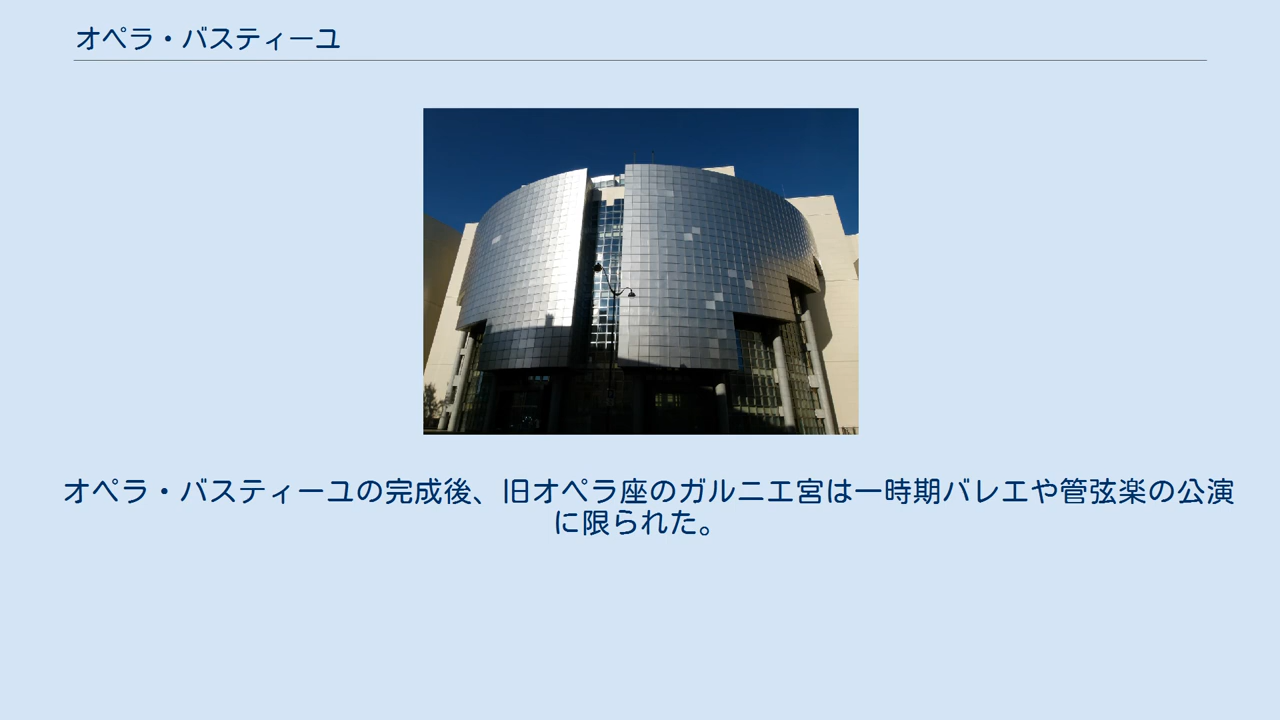 オペラ・バスティーユ
オペラ・バスティーユの完成後、旧オペラ座のガルニエ宮は一時期バレエや管弦楽の公演
に限られた。